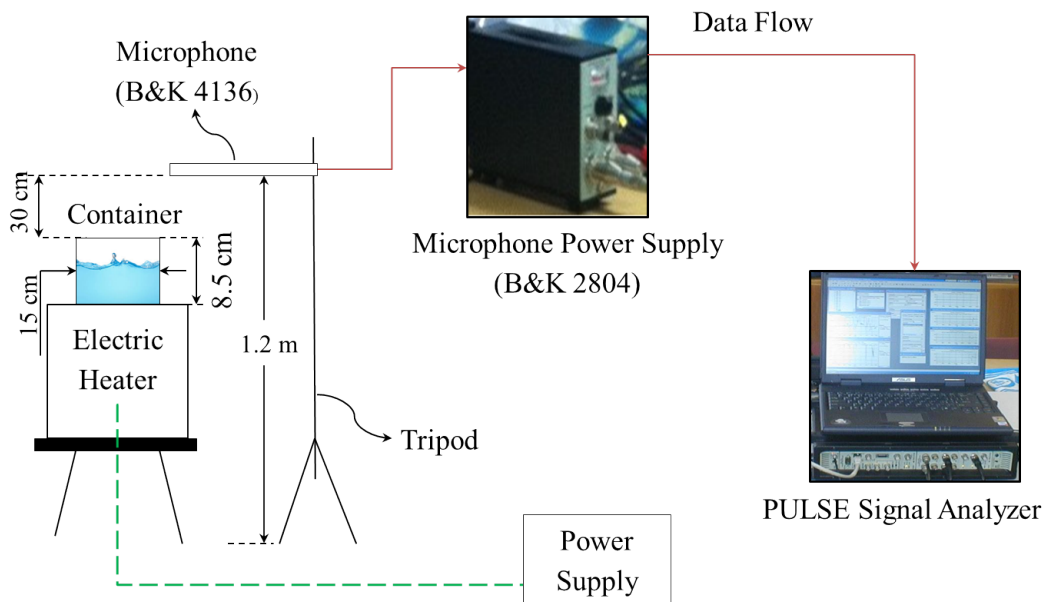 Data Flow
Microphone
(B&K 4136)
30 cm
Container
8.5 cm
15 cm
Microphone Power Supply
(B&K 2804)
Electric
Heater
1.2 m
Tripod
PULSE Signal Analyzer
Power
Supply